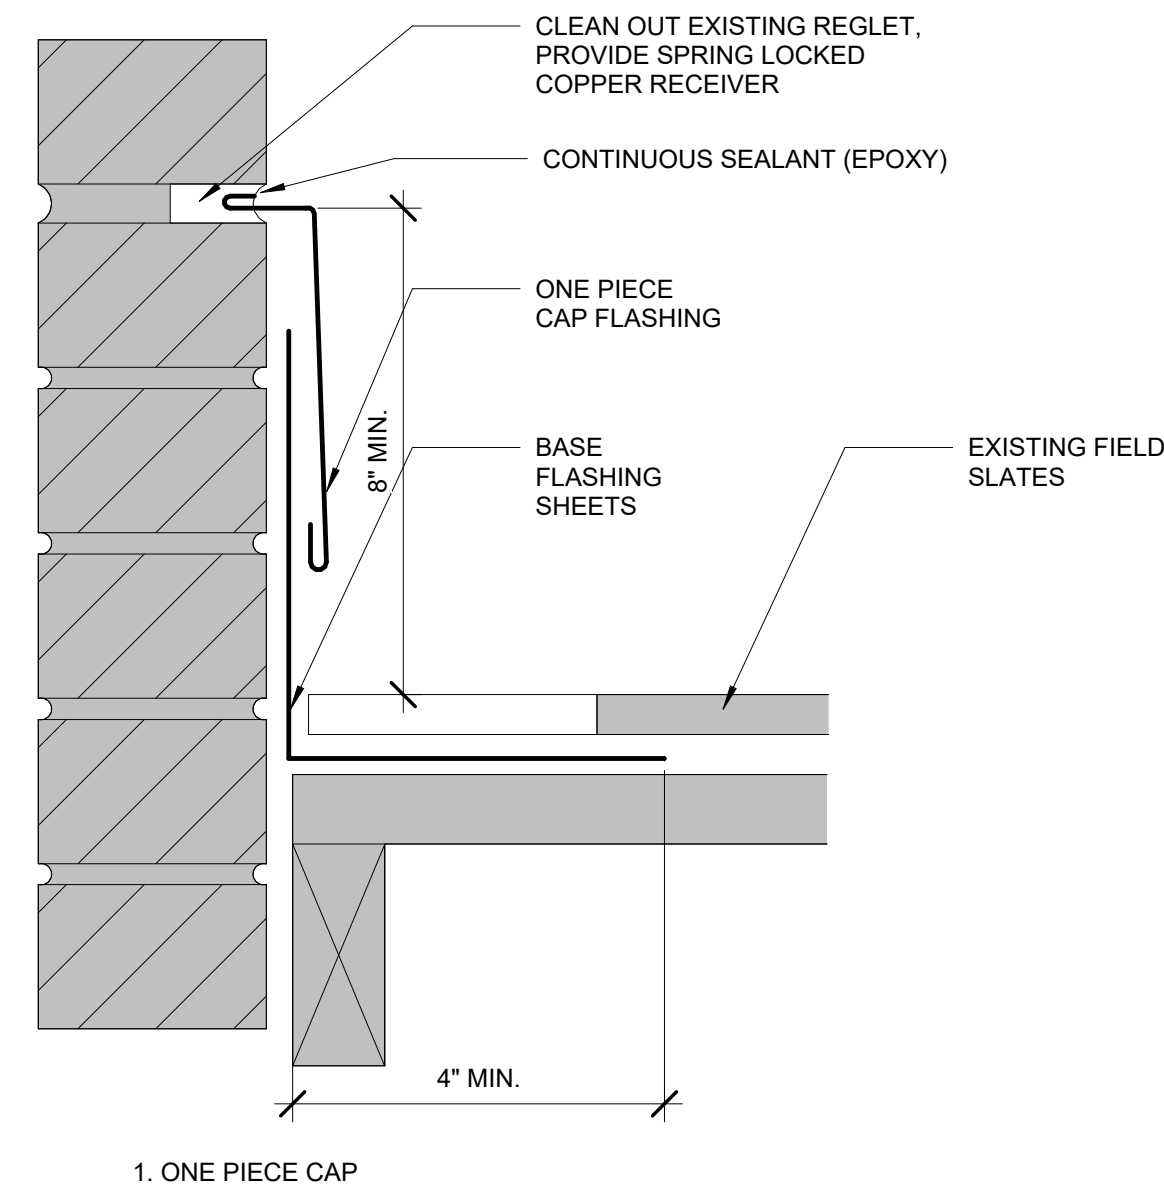 CLEAN OUT EXISTING REGLET,
PROVIDE SPRING LOCKED
COPPER RECEIVER
CONTINUOUS SEALANT (EPOXY)
ONE PIECE
CAP FLASHING
8" MIN.
BASE
FLASHING
SHEETS
EXISTING FIELD
SLATES
4" MIN.
1. ONE PIECE CAP